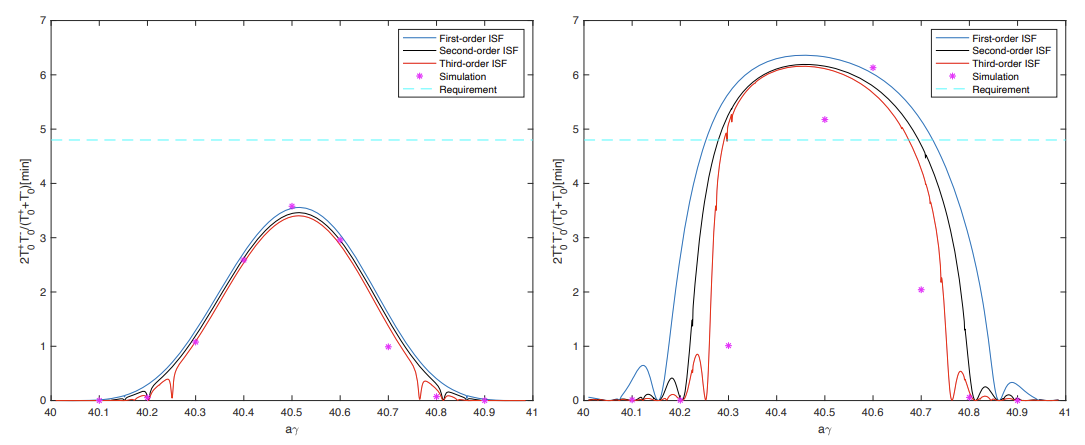 7
6
5
4
3
2
1
0
2T₀⁺T₀⁻/(T₀⁺+T₀⁻)[min]
First-order ISF
Second-order ISF
Third-order ISF
Simulation
Requirement
40 40.1 40.2 40.3 40.4 40.5 40.6 40.7 40.8 40.9 41
aγ
7
6
5
4
3
2
1
0
2T₀⁺T₀⁻/(T₀⁺+T₀⁻)[min]
First-order ISF
Second-order ISF
Third-order ISF
Simulation
Requirement
40 40.1 40.2 40.3 40.4 40.5 40.6 40.7 40.8 40.9 41
aγ